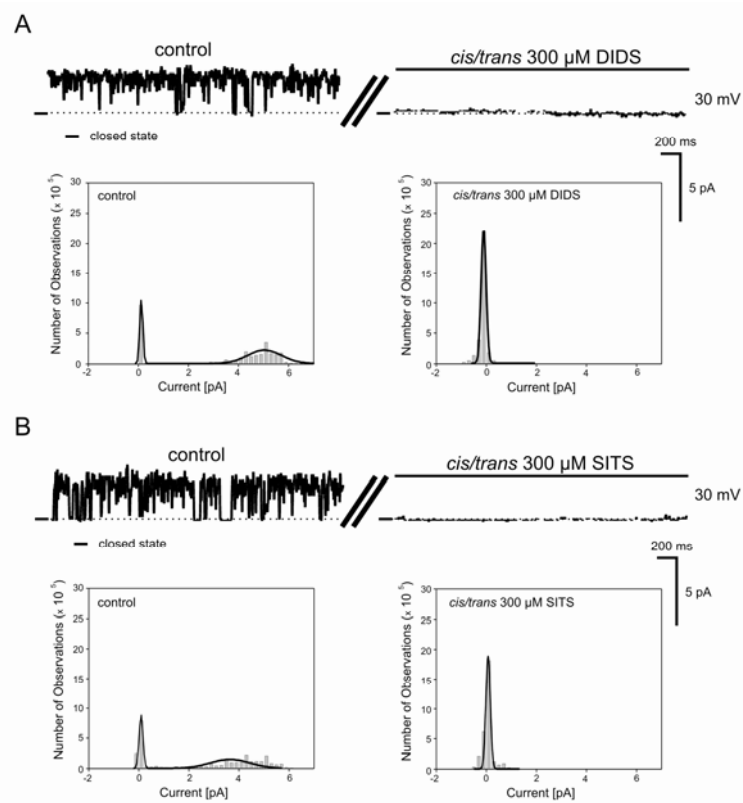 A
control
cis/trans 300 µM DIDS
30 mV
closed state
200 ms
5 pA
control
Number of Observations (x 10 5)
30
25
20
15
10
5
0
-2 0 2 4 6
Current [pA]
cis/trans 300 µM DIDS
Number of Observations (x 10 5)
30
25
20
15
10
5
0
-2 0 2 4 6
Current [pA]
B
control
cis/trans 300 µM SITS
30 mV
closed state
200 ms
5 pA
control
Number of Observations (x 10 5)
30
25
20
15
10
5
0
-2 0 2 4 6
Current [pA]
cis/trans 300 µM SITS
Number of Observations (x 10 5)
30
25
20
15
10
5
0
-2 0 2 4 6
Current [pA]